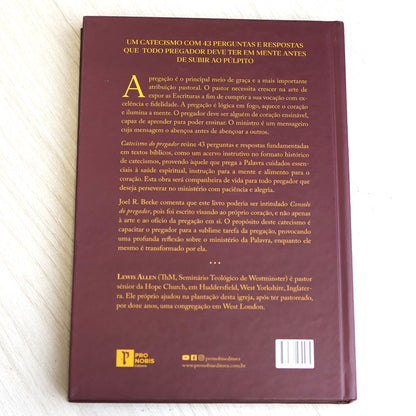 UM CATECISMO COM 43 PERGUNTAS E RESPOSTAS
QUE TODO PREGADOR DEVE TER EM MENTE ANTES
DE SUBIR AO PÚLPITO
A pregação é o principal meio de graça e a mais importante
atribuição pastoral. O pastor necessita crescer na arte de
expor as Escrituras a fim de cumprir a sua vocação com ex-
celência e fidelidade. A pregação é lógica em fogo, aquece o coração
e ilumina a mente. O pregador deve ser alguém de coração ensinável,
capaz de aprender para poder ensinar. O ministro é um mensageiro
cuja mensagem o abençoa antes de abençoar a outros.
Catecismo do pregador reúne 43 perguntas e respostas fundamentadas
em textos bíblicos, como um acervo instrutivo no formato histórico
de catecismos, provendo àquele que prega a Palavra cuidados essenci-
ais à saúde espiritual, instrução para a mente e alimento para o
coração. Esta obra será companheira de vida para todo pregador que
deseja perseverar no ministério com paciência e alegria.
Joel R. Beeke comenta que este livro poderia ser intitulado Console
do pregador, pois foi escrito visando ao próprio coração, e não apenas
à arte e ao ofício da pregação em si. O propósito deste catecismo é
capacitar o pregador para a sublime tarefa da pregação, provocando
uma profunda reflexão sobre o ministério da Palavra, enquanto ele
mesmo é transformado por ela.
•••
LEWIS ALLEN (ThM, Seminário Teológico de Westminster) é pastor
sênior da Hope Church, em Huddersfield, West Yorkshire, Inglater-
ra. Ele próprio ajudou na plantação desta igreja, após ter pastoreado,
por doze anos, uma congregação em West London.
PRO
NOBIS
Editora
pronobiseditora
www.pronobiseditora.com.br